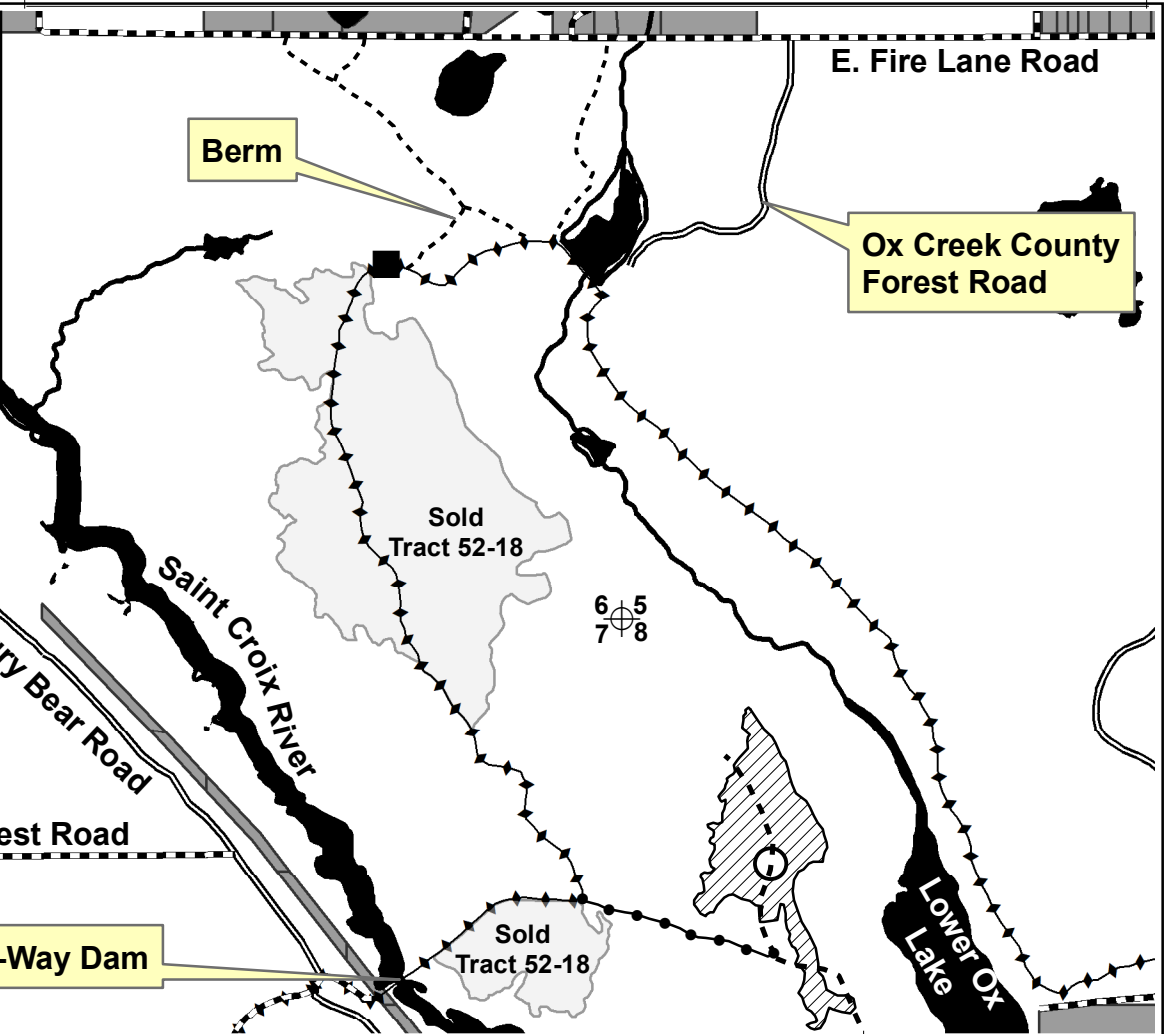 E. Fire Lane Road
Berm
Ox Creek County
Forest Road
Sold
Tract 52-18
6 5
7 8
Saint Croix River
Bear Road
Road
-Way Dam
Sold
Tract 52-18
Lower Ox
Lake